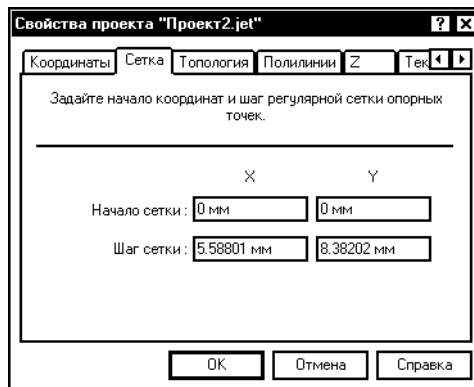 Свойства проекта "Проект2.jet"
Координаты Сетка Топология Полилинии Z Тек
Задайте начало координат и шаг регулярной сетки опорных
точек.
X Y
Начало сетки : 0 мм 0 мм
Шаг сетки : 5.58801 мм 8.38202 мм
OK Отмена Справка